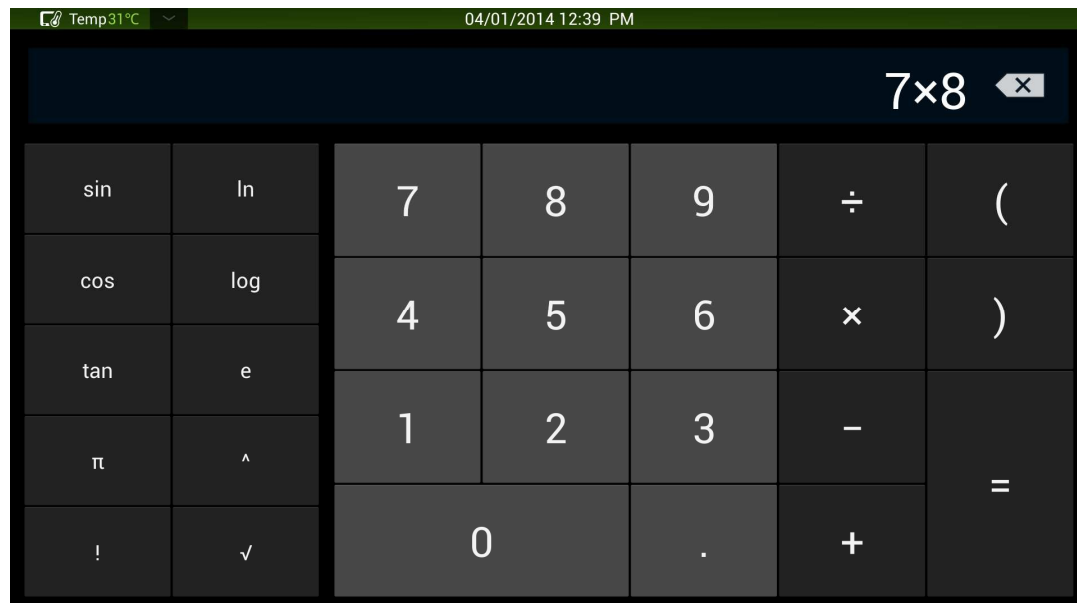 Temp31°C 04/01/2014 12:39 PM
7×8
sin ln 7 8 9 ÷ (
cos log 4 5 6 × )
tan e 1 2 3 −
π ^ =
! √ 0 . +